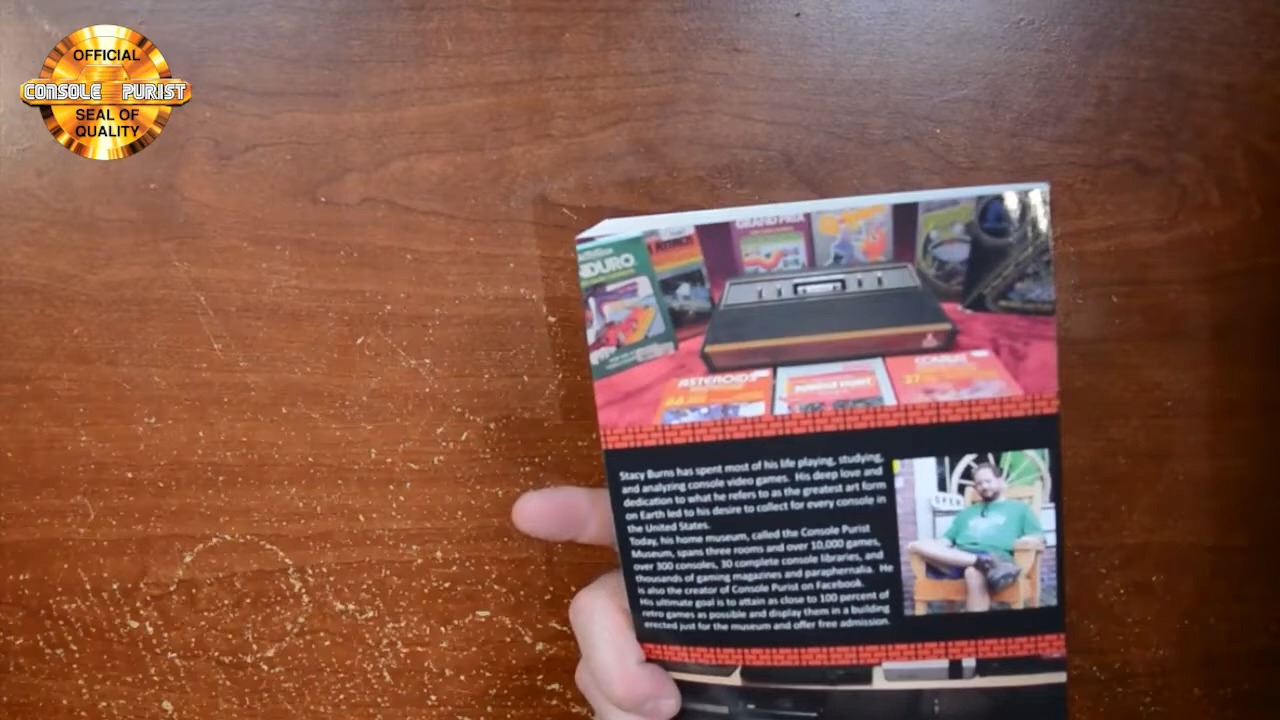 OFFICIAL
CONSOLE PURIST
SEAL OF
QUALITY
GRAND PRIX
NDURO
ASTEROIDS
66
JUNGLE HUNT
27
Stacy Burns has spent most of his life playing, studying,
and analyzing console video games. His deep love and
dedication to what he refers to as the greatest art form
on Earth led to his desire to collect for every console in
the United States.
OPEN
Today, his home museum, called the Console Purist
Museum, spans three rooms and over 10,000 games,
over 300 consoles, 30 complete console libraries, and
thousands of gaming magazines and paraphernalia. He
is also the creator of Console Purist on Facebook.
His ultimate goal is to attain as close to 100 percent of
retro games as possible and display them in a building
erected just for the museum and offer free admission.